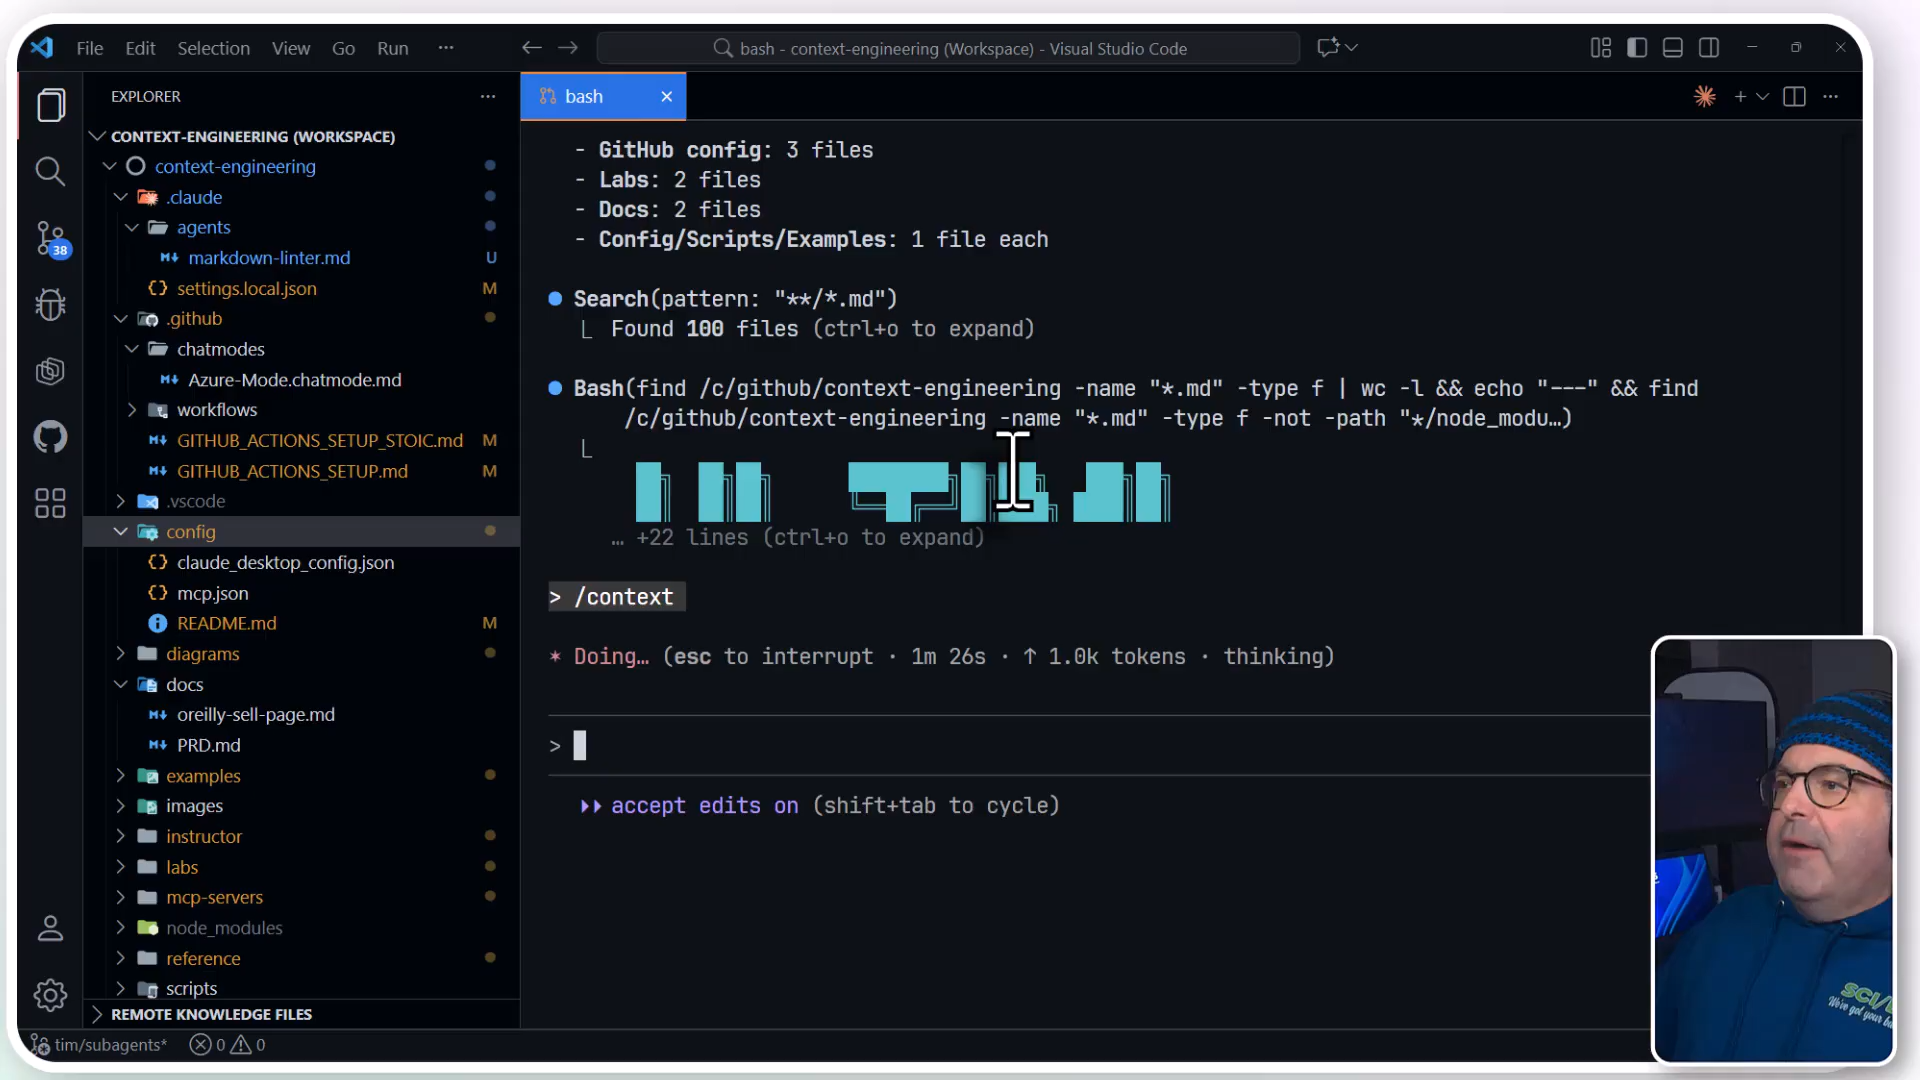 File Edit Selection View Go Run ···
bash - context-engineering (Workspace) - Visual Studio Code
EXPLORER
CONTEXT-ENGINEERING (WORKSPACE)
context-engineering
.claude
agents
markdown-linter.md U
settings.local.json M
.github
chatmodes
Azure-Mode.chatmode.md
workflows
GITHUB_ACTIONS_SETUP_STOIC.md M
GITHUB_ACTIONS_SETUP.md M
.vscode
config
claude_desktop_config.json
mcp.json
README.md M
diagrams
docs
oreilly-sell-page.md
PRD.md
examples
images
instructor
labs
mcp-servers
node_modules
reference
scripts
REMOTE KNOWLEDGE FILES
38
tim/subagents* 0 0
bash
- GitHub config: 3 files
- Labs: 2 files
- Docs: 2 files
- Config/Scripts/Examples: 1 file each
Search(pattern: "**/*.md")
Found 100 files (ctrl+o to expand)
Bash(find /c/github/context-engineering -name "*.md" -type f | wc -l && echo "---" && find
/c/github/context-engineering -name "*.md" -type f -not -path "*/node_modu…)
… +22 lines (ctrl+o to expand)
> /context
* Doing… (esc to interrupt · 1m 26s · ↑ 1.0k tokens · thinking)
>
accept edits on (shift+tab to cycle)
We've got your